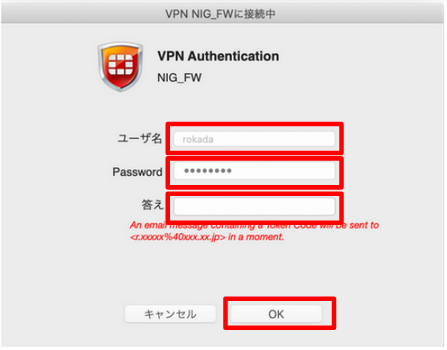 VPN NIG_FWに接続中
VPN Authentication
NIG_FW
ユーザ名 rokada
Password ••••••••
答え
An email message containing a Token Code will be sent to
<r.xxxxx%40xxx.xx.jp> in a moment.
キャンセル OK